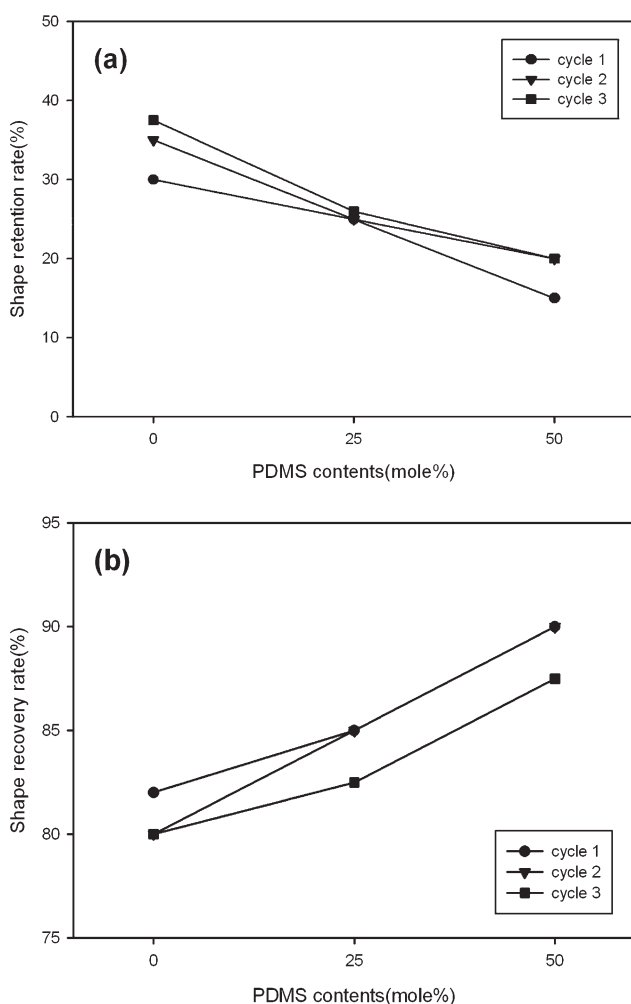 50
(a)
cycle 1
cycle 2
cycle 3
40
30
20
10
0
Shape retention rate(%)
0 25 50
PDMS contents(mole%)
95
(b)
90
85
80
75
Shape recovery rate(%)
cycle 1
cycle 2
cycle 3
0 25 50
PDMS contents(mole%)